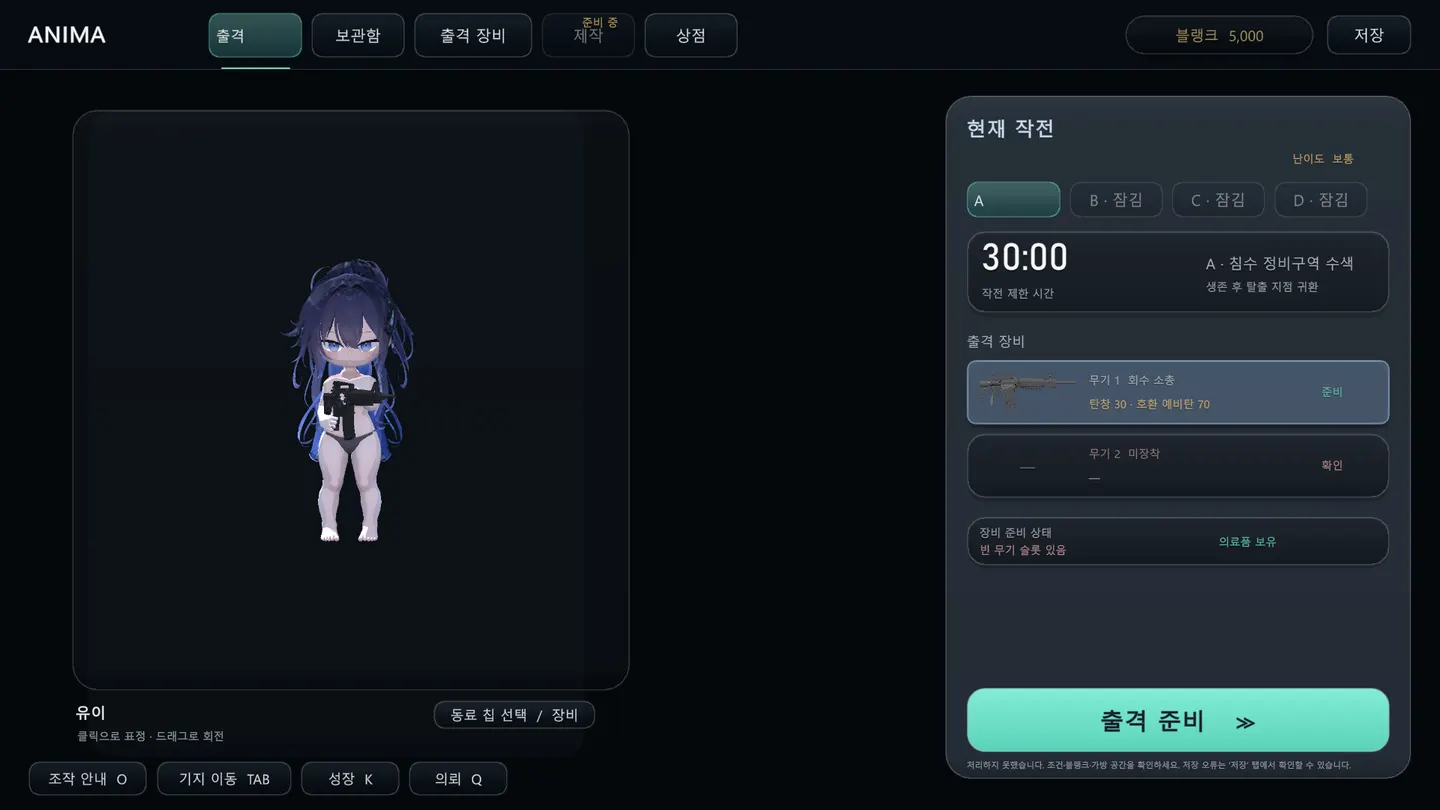 ANIMA
출격
보관함
출격 장비
준비 중
제작
상점
블랭크 5,000
저장
현재 작전
난이도 보통
A
B · 잠김
C · 잠김
D · 잠김
30:00
작전 제한 시간
A · 침수 정비구역 수색
생존 후 탈출 지점 귀환
출격 장비
무기 1 회수 소총
탄창 30 · 호환 예비탄 70
준비
—
무기 2 미장착
—
확인
장비 준비 상태
빈 무기 슬롯 있음
의료품 보유
출격 준비 ≫
처리하지 못했습니다. 조건·블랭크·가방 공간을 확인하세요. 저장 오류는 '저장' 탭에서 확인할 수 있습니다.
유이
클릭으로 표정 · 드래그로 회전
동료 칩 선택 / 장비
조작 안내 O
기지 이동 TAB
성장 K
의뢰 Q